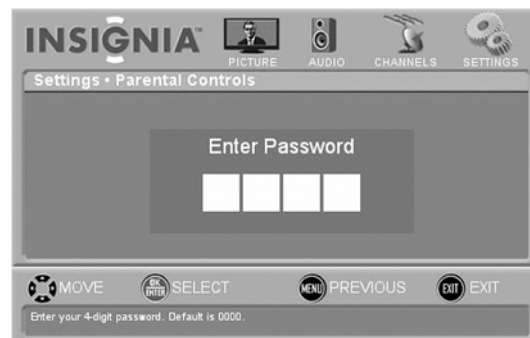 INSIGNIA™
PICTURE AUDIO CHANNELS SETTINGS
Settings • Parental Controls
Enter Password
MOVE OK ENTER SELECT MENU PREVIOUS EXIT EXIT
Enter your 4-digit password. Default is 0000.